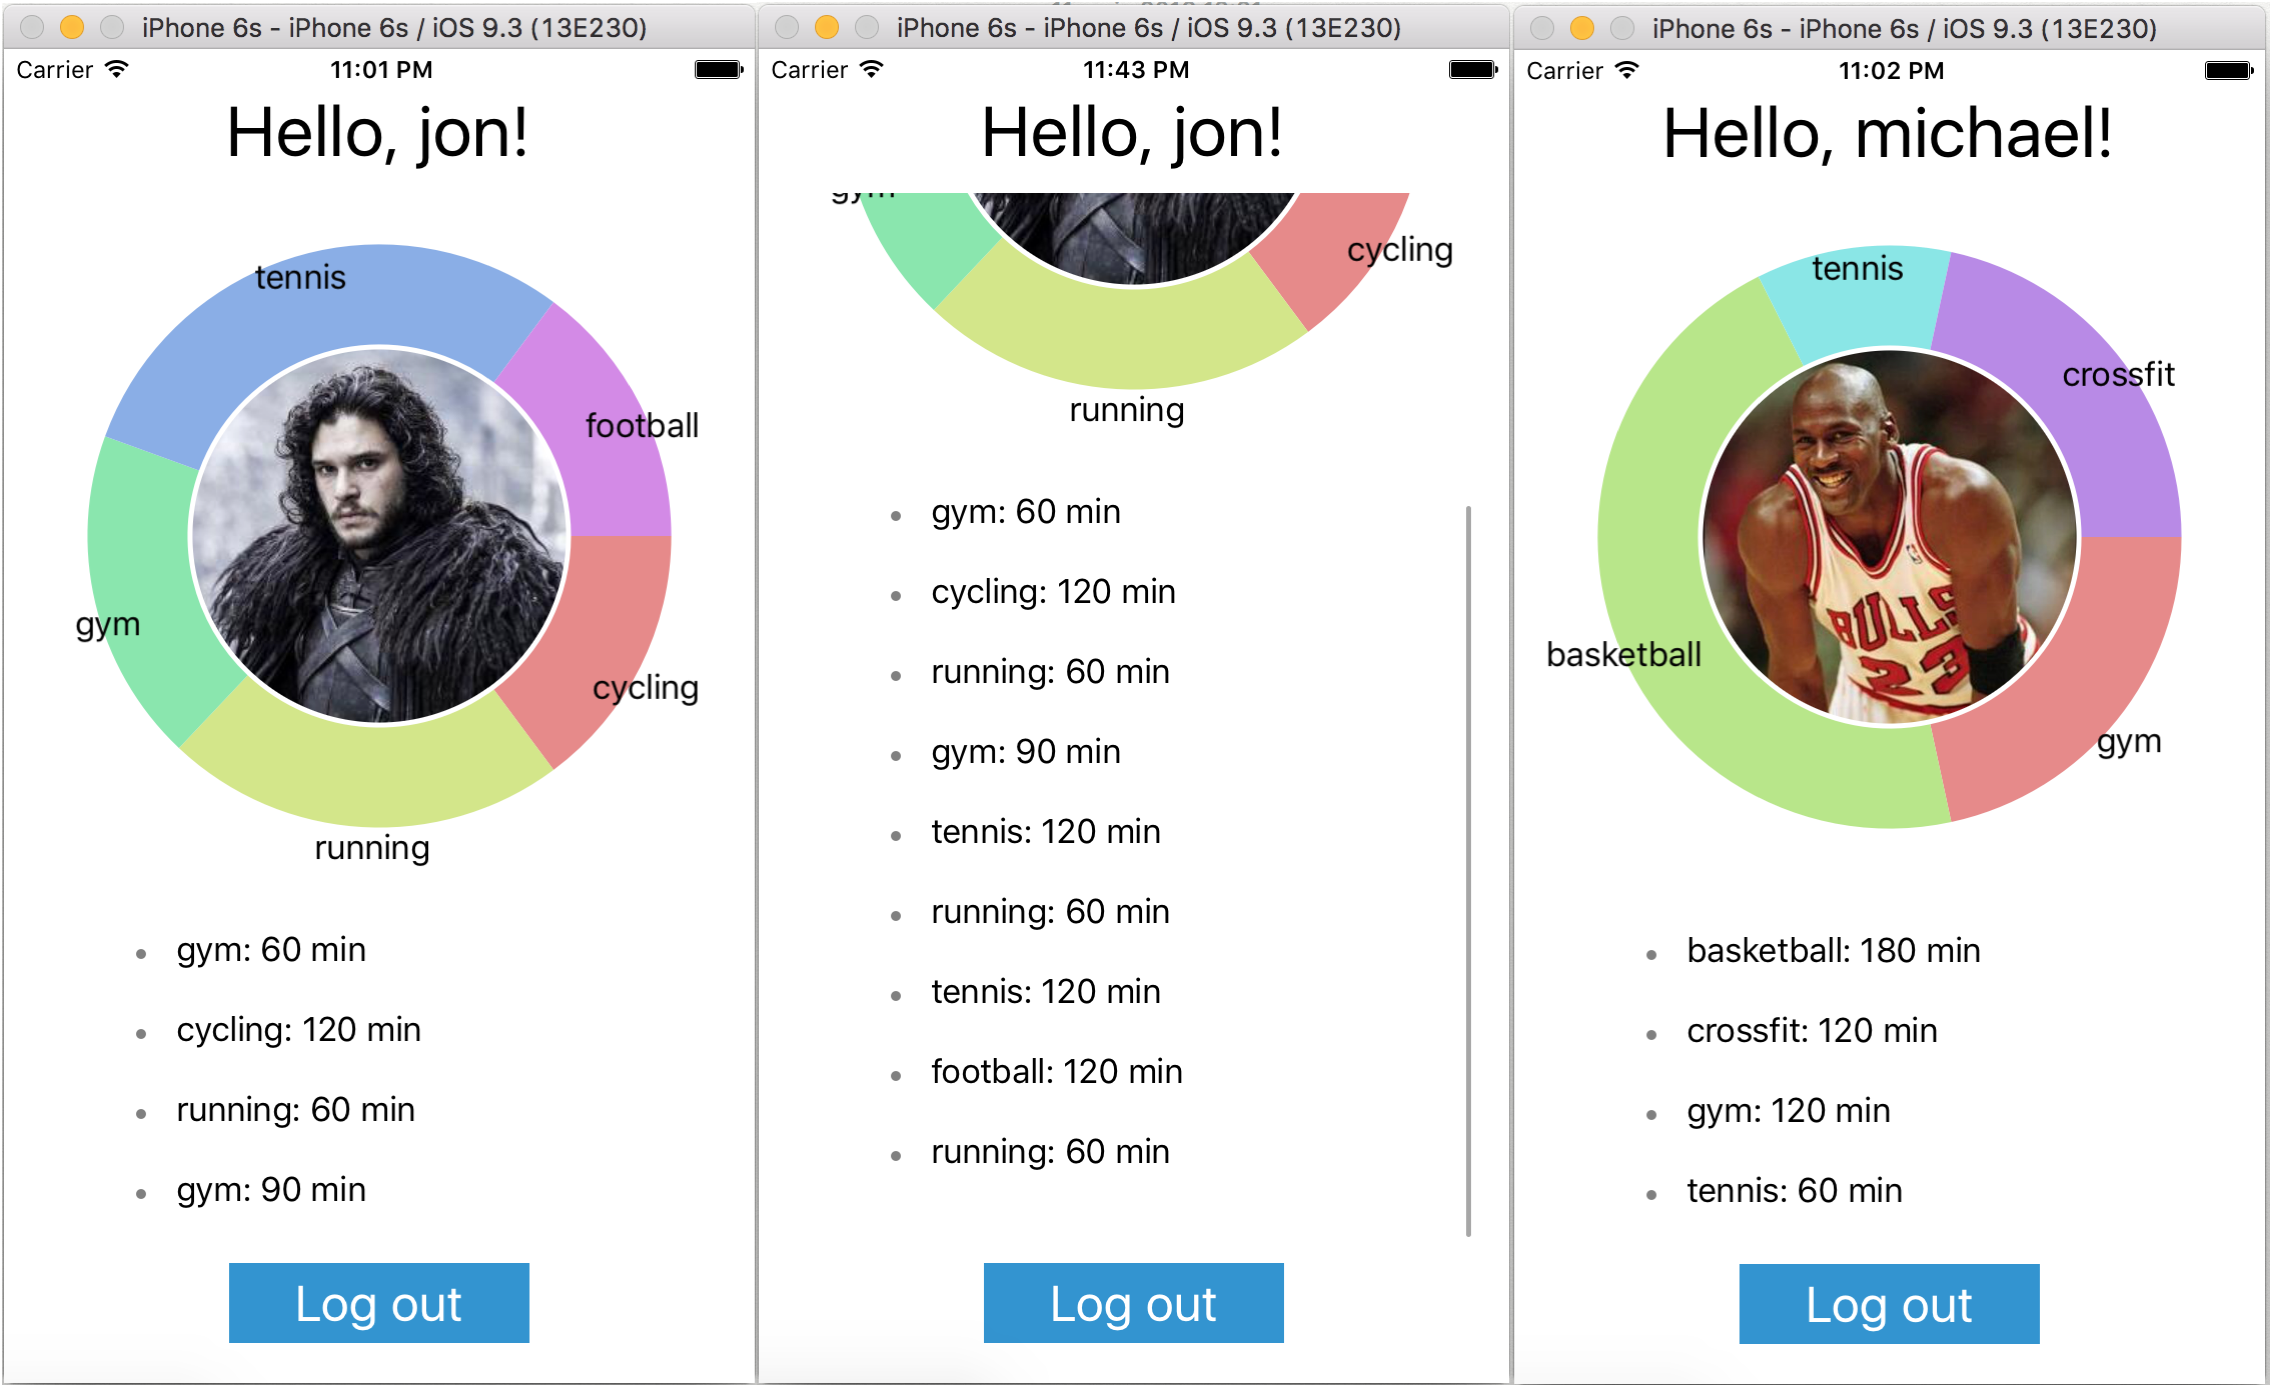 iPhone 6s - iPhone 6s / iOS 9.3 (13E230)
Carrier 11:01 PM
Hello, jon!
tennis
football
gym
cycling
running
gym: 60 min
cycling: 120 min
running: 60 min
gym: 90 min
Log out
iPhone 6s - iPhone 6s / iOS 9.3 (13E230)
Carrier 11:43 PM
Hello, jon!
gym
cycling
running
gym: 60 min
cycling: 120 min
running: 60 min
gym: 90 min
tennis: 120 min
running: 60 min
tennis: 120 min
football: 120 min
running: 60 min
Log out
iPhone 6s - iPhone 6s / iOS 9.3 (13E230)
Carrier 11:02 PM
Hello, michael!
tennis
crossfit
BULLS
23
basketball
gym
basketball: 180 min
crossfit: 120 min
gym: 120 min
tennis: 60 min
Log out